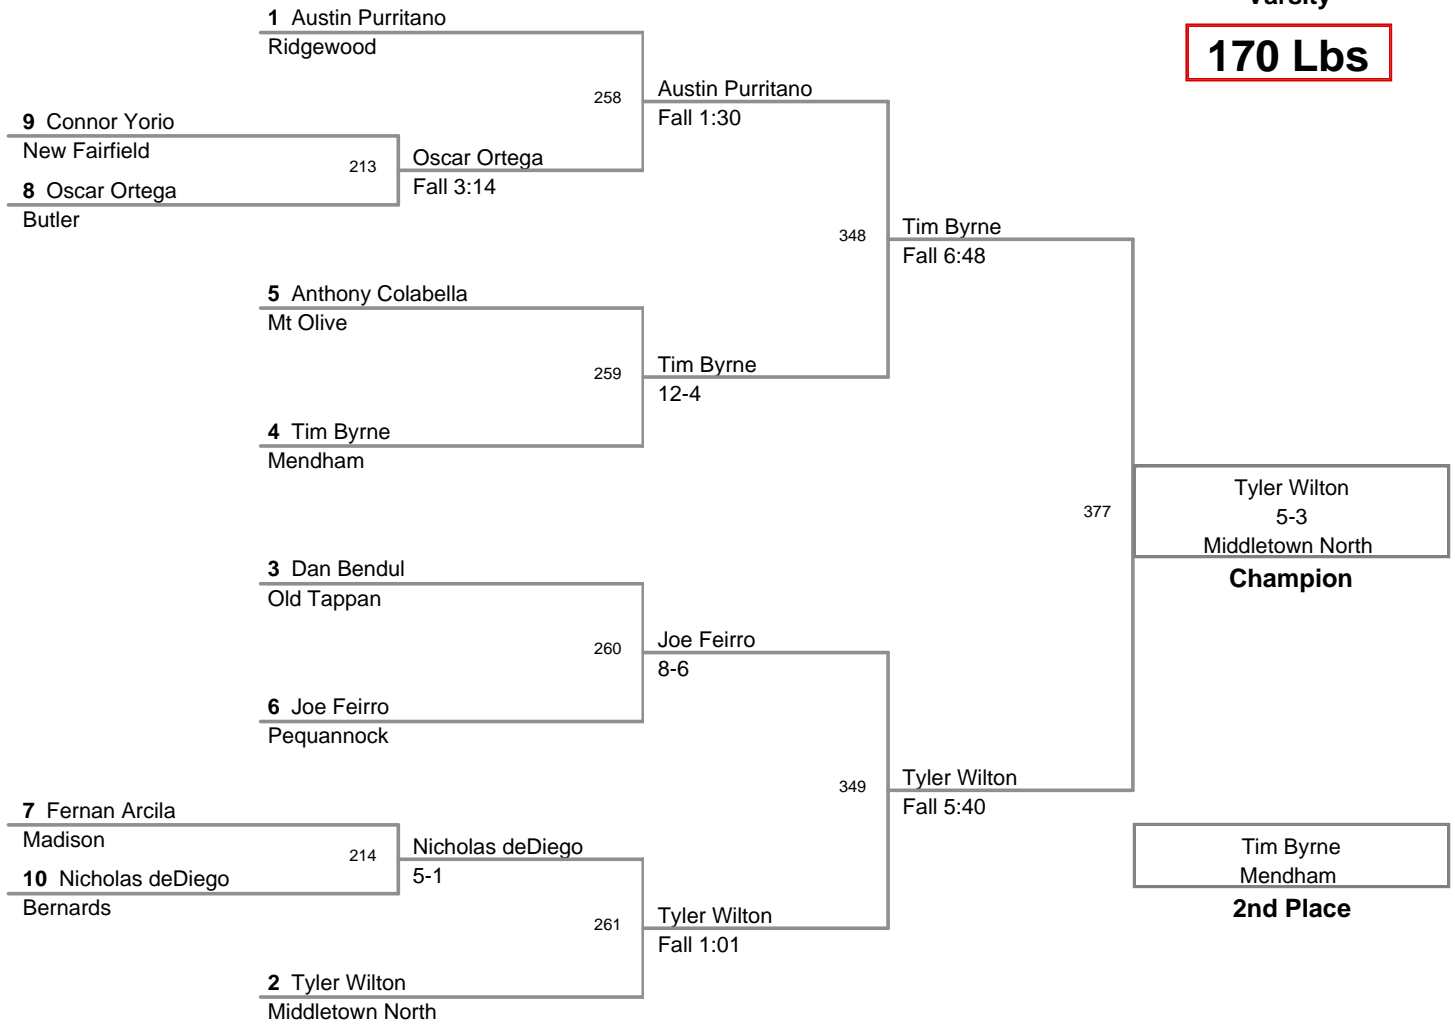 Varsity
170 Lbs
1 Austin Purritano
Ridgewood
258
Austin Purritano
Fall 1:30
9 Connor Yorio
New Fairfield
213
Oscar Ortega
Fall 3:14
8 Oscar Ortega
Butler
348
Tim Byrne
Fall 6:48
5 Anthony Colabella
Mt Olive
259
Tim Byrne
12-4
4 Tim Byrne
Mendham
377
Tyler Wilton
5-3
Middletown North
Champion
3 Dan Bendul
Old Tappan
260
Joe Feirro
8-6
6 Joe Feirro
Pequannock
349
Tyler Wilton
Fall 5:40
7 Fernan Arcila
Madison
214
Nicholas deDiego
5-1
10 Nicholas deDiego
Bernards
261
Tyler Wilton
Fall 1:01
2 Tyler Wilton
Middletown North
Tim Byrne
Mendham
2nd Place